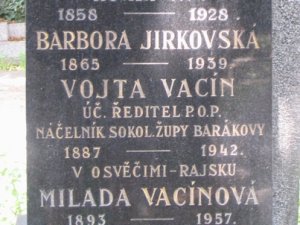 1858 - 1928.
BARBORA JIRKOVSKÁ
1865 - 1939.
VOJTA VACÍN
ÚČ. ŘEDITEL P.O.P.
NÁČELNÍK SOKOL. ŽUPY BARÁKOVY
1887 - 1942.
V OSVĚČIMI-RAJSKU
MILADA VACÍNOVÁ
1893 - 1957.